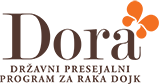 Dora
DRŽAVNI PRESEJALNI
PROGRAM ZA RAKA DOJK